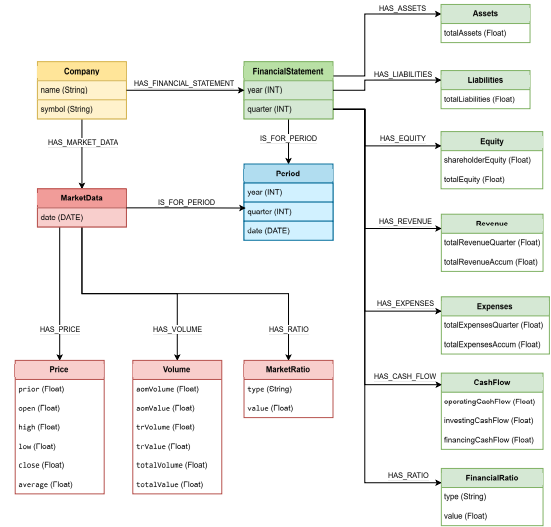 HAS_ASSETS
Assets
totalAssets (Float)
Company
name (String)
symbol (String)
HAS_FINANCIAL_STATEMENT
FinancialStatement
year (INT)
quarter (INT)
HAS_LIABILITIES
Liabilities
totalLiabilities (Float)
HAS_MARKET_DATA
IS_FOR_PERIOD
HAS_EQUITY
Equity
shareholderEquity (Float)
totalEquity (Float)
MarketData
date (DATE)
IS_FOR_PERIOD
Period
year (INT)
quarter (INT)
date (DATE)
HAS_REVENUE
Revenue
totalRevenueQuarter (Float)
totalRevenueAccum (Float)
HAS_EXPENSES
Expenses
totalExpensesQuarter (Float)
totalExpensesAccum (Float)
HAS_PRICE
HAS_VOLUME
HAS_RATIO
Price
prior (Float)
open (Float)
high (Float)
low (Float)
close (Float)
average (Float)
Volume
aomVolume (Float)
aomValue (Float)
trVolume (Float)
trValue (Float)
totalVolume (Float)
totalValue (Float)
MarketRatio
type (String)
value (Float)
HAS_CASH_FLOW
CashFlow
operatingCashFlow (Float)
investingCashFlow (Float)
financingCashFlow (Float)
HAS_RATIO
FinancialRatio
type (String)
value (Float)